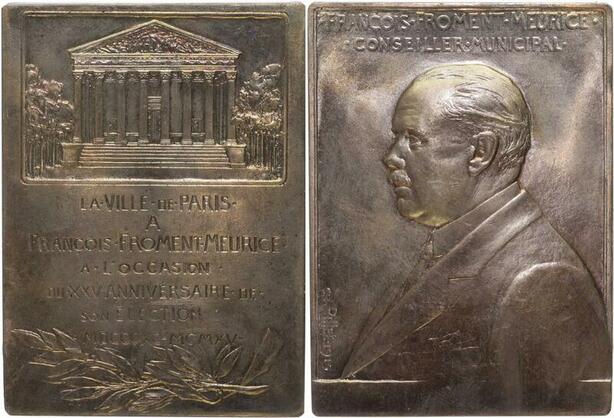 LA·VILLE·DE·PARIS·
A
FRANÇOIS·FROMENT·MEURICE
A·L'OCCASION
DU·XXV·ANNIVERSAIRE·DE·
SON·ELECTION
MCMXV·
·FRANÇOIS·FROMENT·MEURICE·
·CONSEILLER·MUNICIPAL·